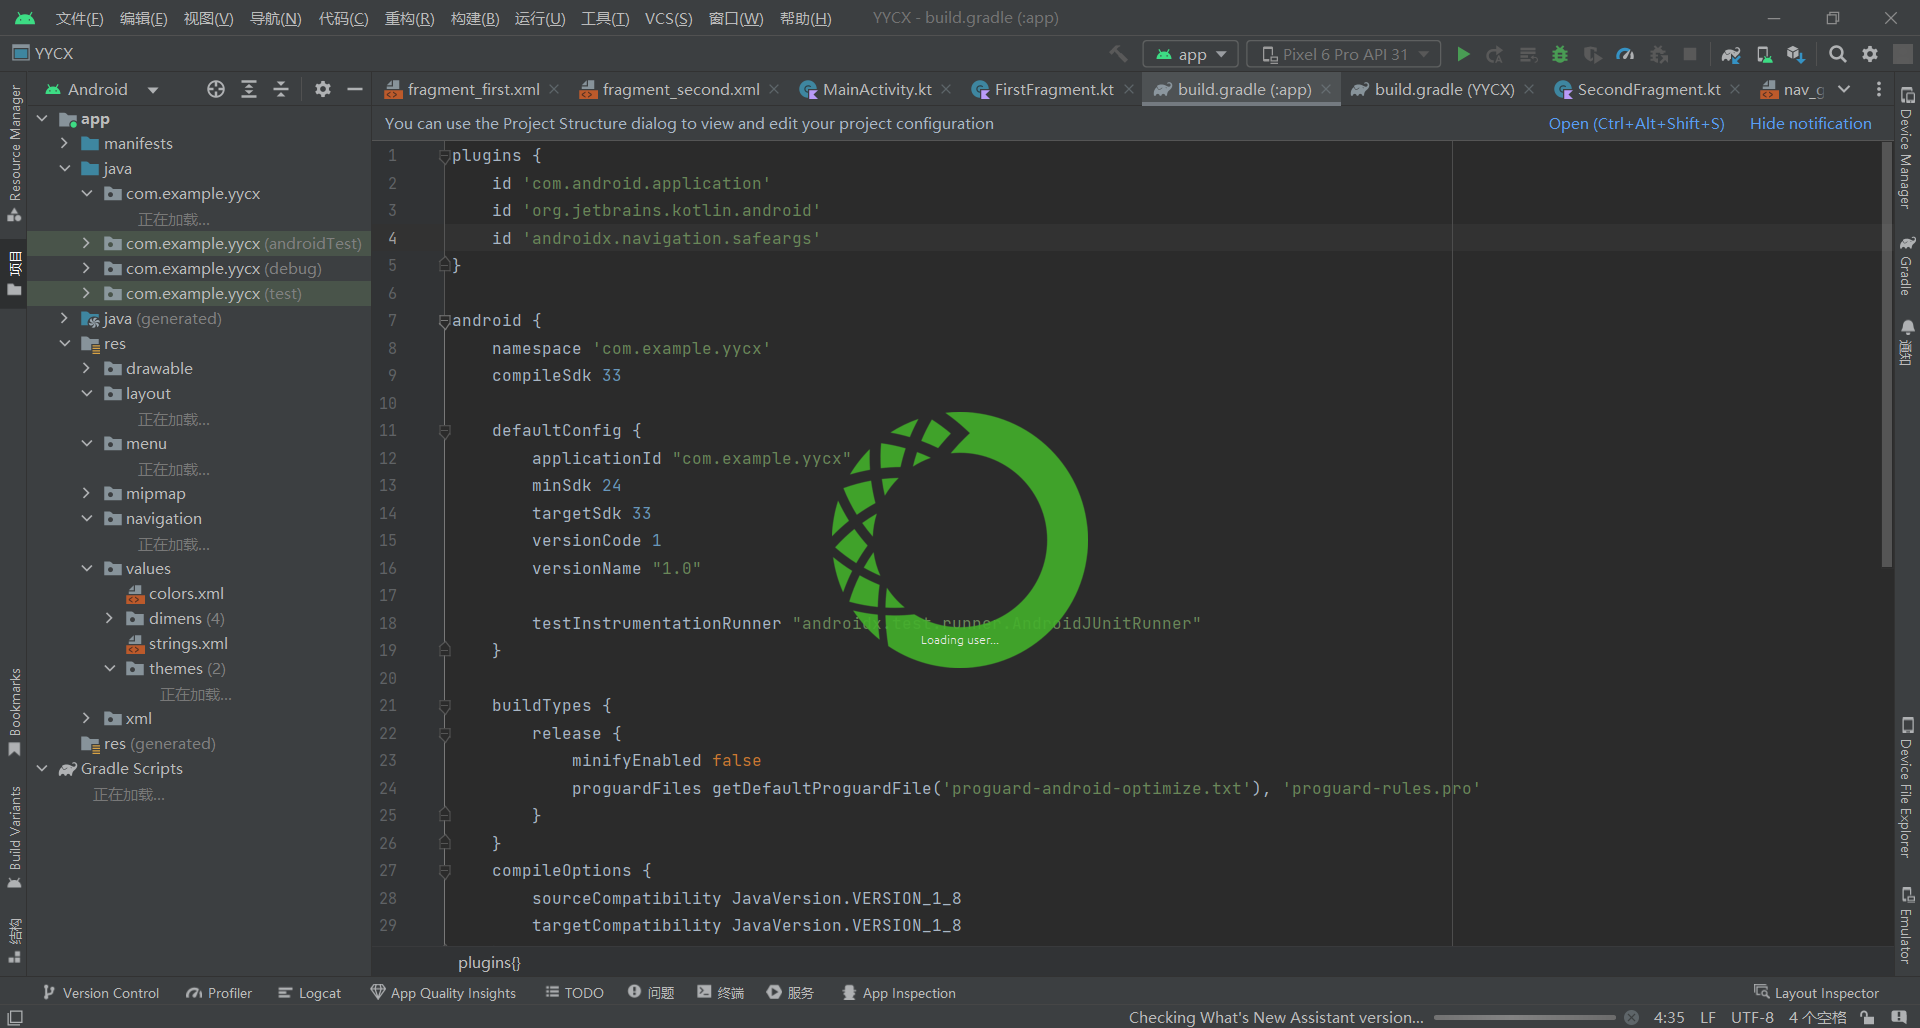 文件(F) 编辑(E) 视图(V) 导航(N) 代码(C) 重构(R) 构建(B) 运行(U) 工具(T) VCS(S) 窗口(W) 帮助(H) YYCX - build.gradle (:app)
YYCX app Pixel 6 Pro API 31
Android fragment_first.xml fragment_second.xml MainActivity.kt FirstFragment.kt build.gradle (:app) build.gradle (YYCX) SecondFragment.kt nav_g
You can use the Project Structure dialog to view and edit your project configuration Open (Ctrl+Alt+Shift+S) Hide notification
Resource Manager
项目
Bookmarks
Build Variants
结构
app
manifests
java
com.example.yycx
正在加载...
com.example.yycx (androidTest)
com.example.yycx (debug)
com.example.yycx (test)
java (generated)
res
drawable
layout
正在加载...
menu
正在加载...
mipmap
navigation
正在加载...
values
colors.xml
dimens (4)
strings.xml
themes (2)
正在加载...
xml
res (generated)
Gradle Scripts
正在加载...
1 plugins {
2 id 'com.android.application'
3 id 'org.jetbrains.kotlin.android'
4 id 'androidx.navigation.safeargs'
5 }
6
7 android {
8 namespace 'com.example.yycx'
9 compileSdk 33
10
11 defaultConfig {
12 applicationId "com.example.yycx"
13 minSdk 24
14 targetSdk 33
15 versionCode 1
16 versionName "1.0"
17
18 testInstrumentationRunner "androidx.test.runner.AndroidJUnitRunner"
Loading user...
19 }
20
21 buildTypes {
22 release {
23 minifyEnabled false
24 proguardFiles getDefaultProguardFile('proguard-android-optimize.txt'), 'proguard-rules.pro'
25 }
26 }
27 compileOptions {
28 sourceCompatibility JavaVersion.VERSION_1_8
29 targetCompatibility JavaVersion.VERSION_1_8
plugins{}
Device Manager
Gradle
通知
Device File Explorer
Emulator
Version Control Profiler Logcat App Quality Insights TODO 问题 终端 服务 App Inspection Layout Inspector
Checking What's New Assistant version... 4:35 LF UTF-8 4 个空格